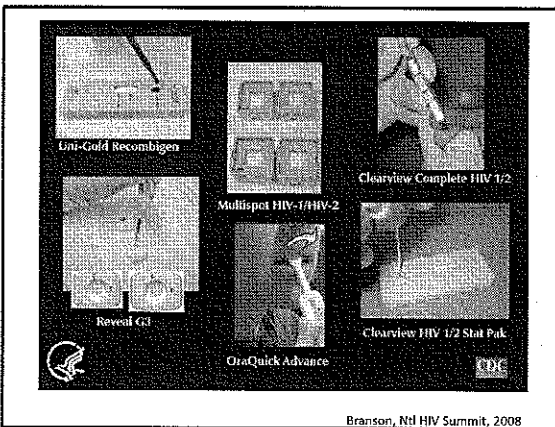 Uni-Gold Recombigen
Multispot HIV-1/HIV-2
Clearview Complete HIV 1/2
Reveal G3
OraQuick Advance
Clearview HIV 1/2 Stat Pak
CDC
Branson, Ntl HIV Summit, 2008